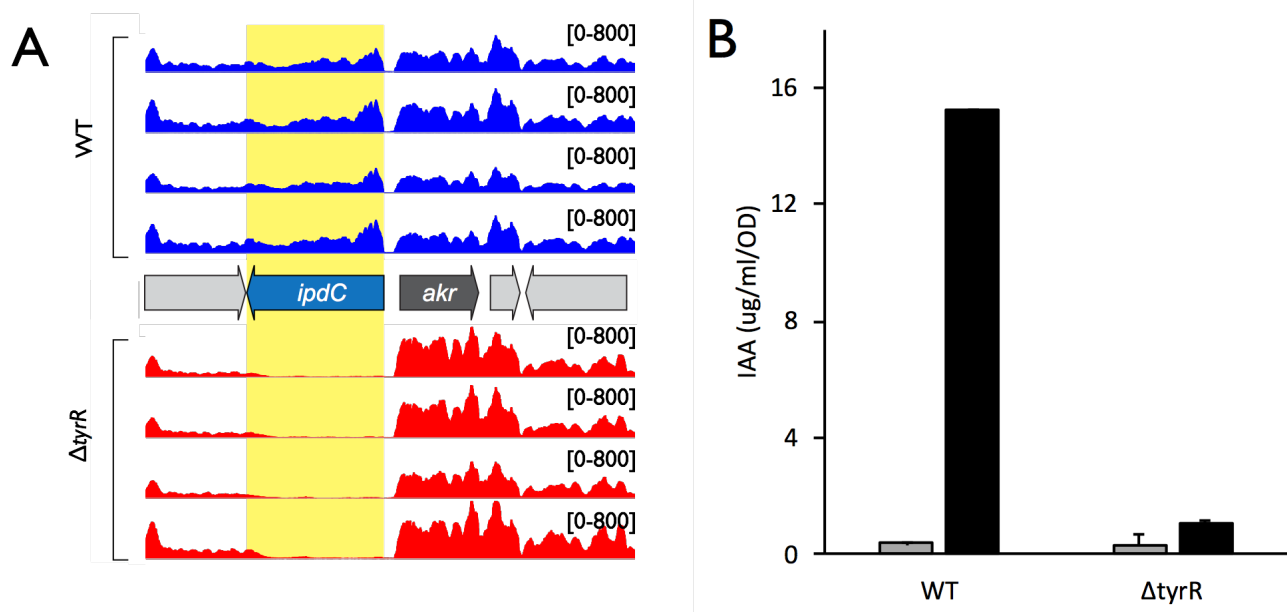 A
WT
[0-800]
[0-800]
[0-800]
[0-800]
ipdC
akr
ΔtyrR
[0-800]
[0-800]
[0-800]
[0-800]
B
IAA (ug/ml/OD)
16
12
8
4
0
WT
ΔtyrR